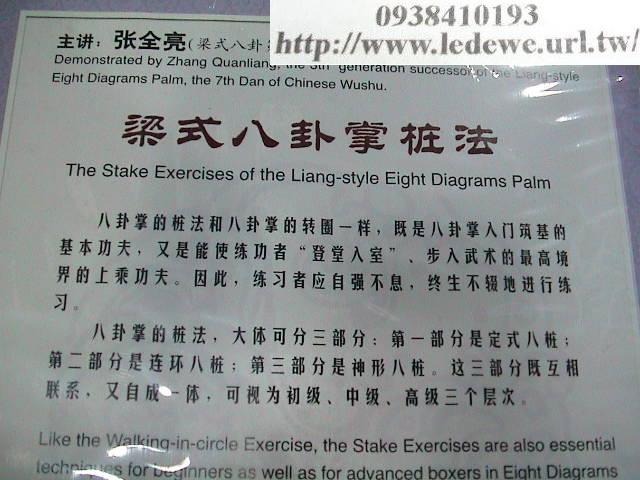 0938410193
http://www.ledewe.url.tw/
主讲：张全亮(梁式八卦
Demonstrated by Zhang Quanliang, the generation successor of the Liang-style
Eight Diagrams Palm, the 7th Dan of Chinese Wushu.
梁式八卦掌桩法
The Stake Exercises of the Liang-style Eight Diagrams Palm
八卦掌的桩法和八卦掌的转圈一样，既是八卦掌入门筑基的
基本功夫，又是能使练功者“登堂入室”、步入武术的最高境
界的上乘功夫。因此，练习者应自强不息，终生不辍地进行练
习。
八卦掌的桩法，大体可分三部分：第一部分是定式八桩；
第二部分是连环八桩；第三部分是神形八桩。这三部分既互相
联系，又自成一体，可视为初级、中级、高级三个层次。
Like the Walking-in-circle Exercise, the Stake Exercises are also essential
techniques for beginners as well as for advanced boxers in Eight Diagrams